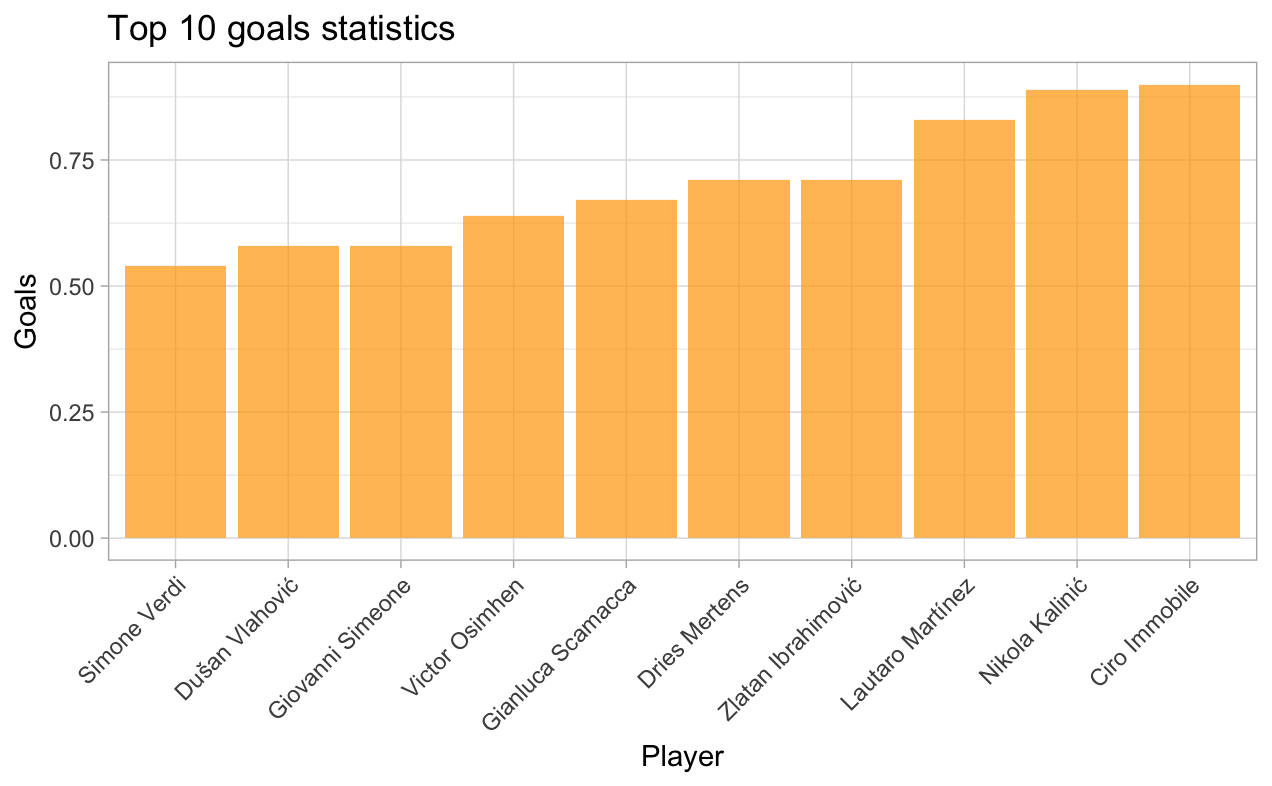 Top 10 goals statistics
Goals
0.75
0.50
0.25
0.00
Simone Verdi
Dušan Vlahović
Giovanni Simeone
Victor Osimhen
Gianluca Scamacca
Dries Mertens
Zlatan Ibrahimović
Lautaro Martínez
Nikola Kalinić
Ciro Immobile
Player